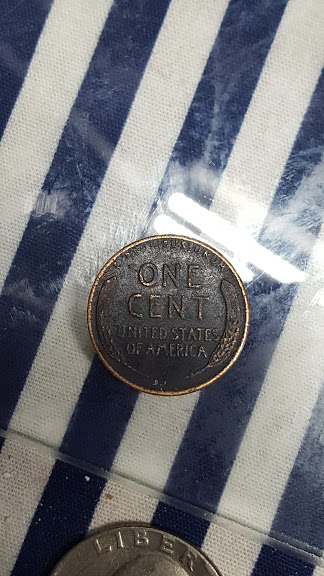 ONE
CENT
UNITED STATES
OF AMERICA
LIBER